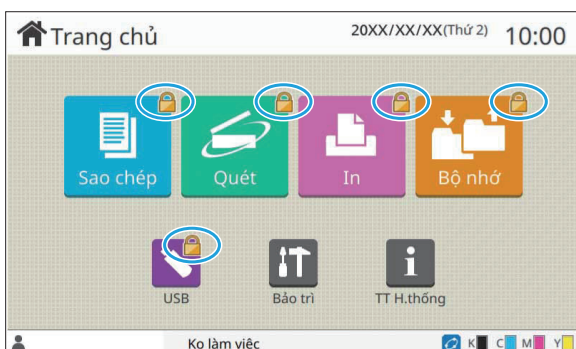 Trang chủ
20XX/XX/XX(Thứ 2) 10:00
Sao chép Quét In Bộ nhớ
USB Bảo trì TT H.thống
Ko làm việc K C M Y